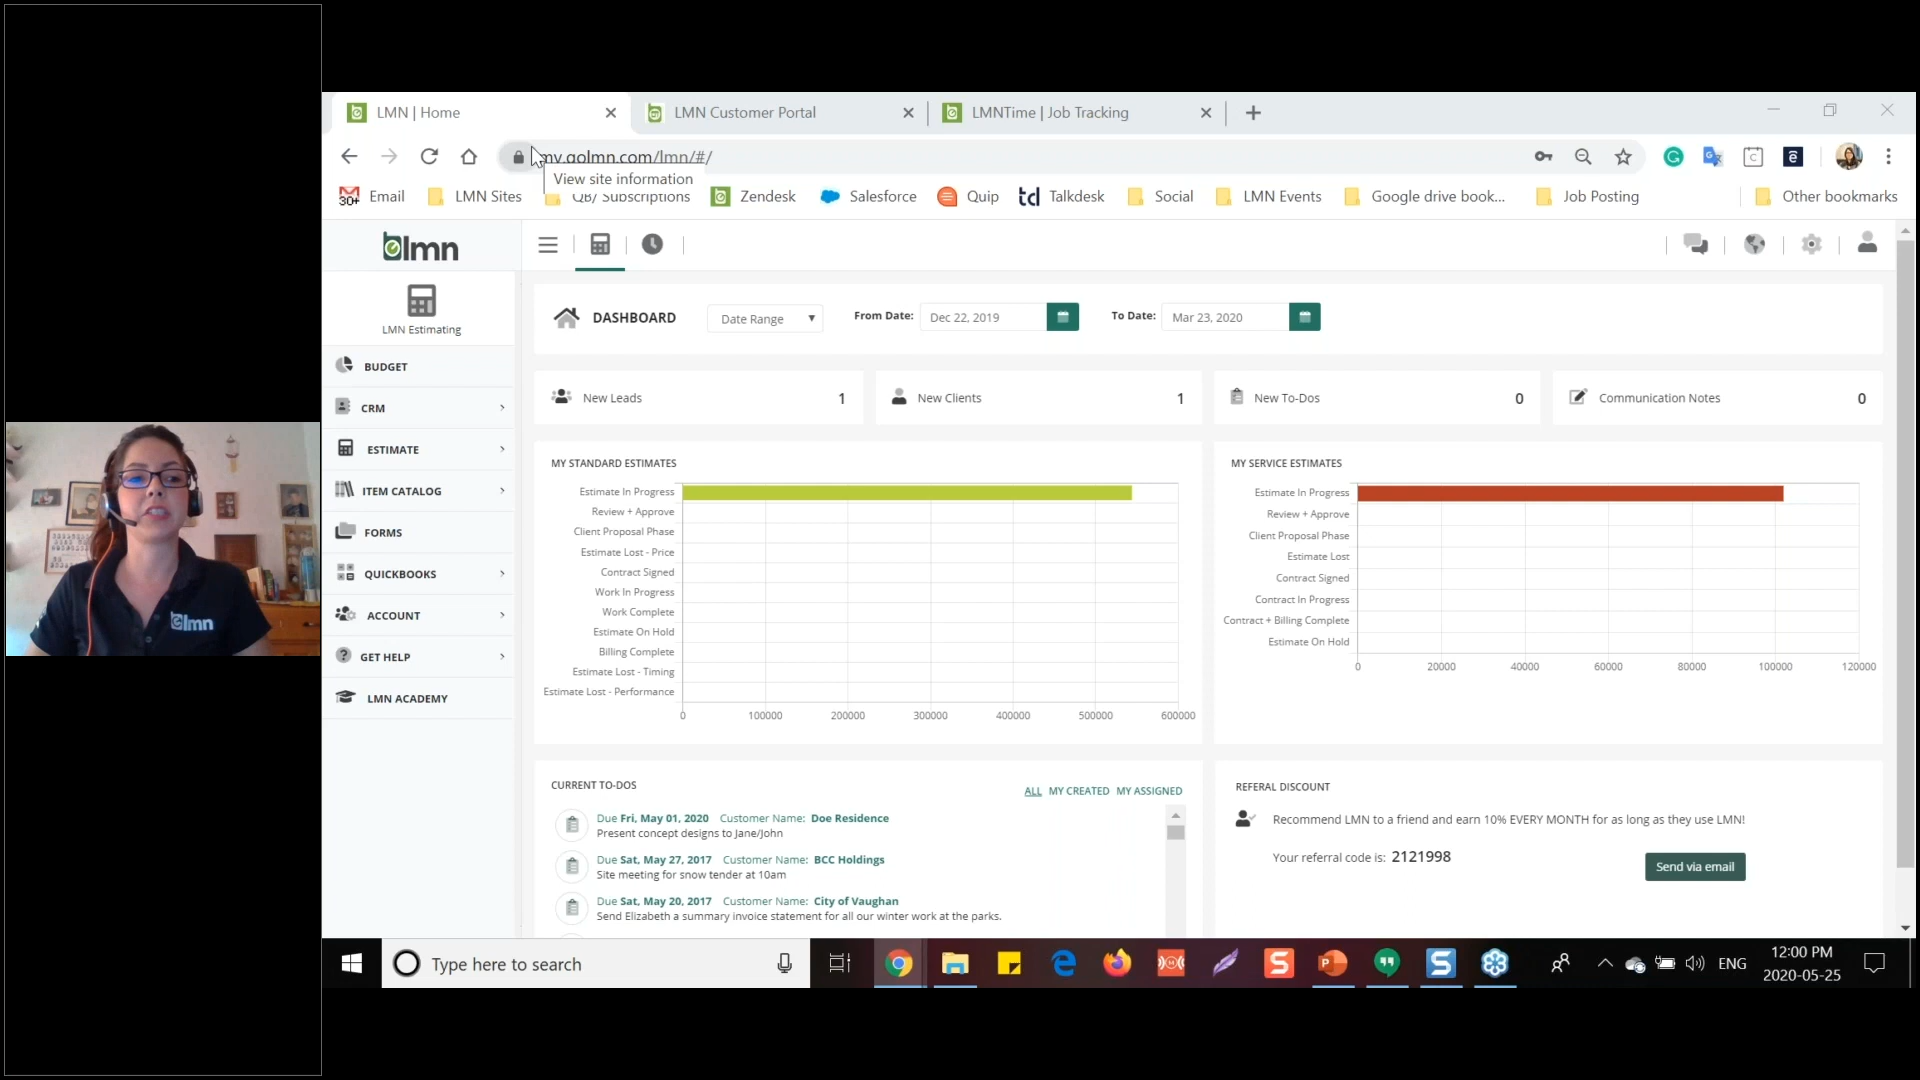 LMN | Home
LMN Customer Portal
LMNTime | Job Tracking
my.golmn.com/lmn/#/
View site information
30+ Email
LMN Sites
QB/ Subscriptions
Zendesk
Salesforce
Quip
td Talkdesk
Social
LMN Events
Google drive book...
Job Posting
Other bookmarks
lmn
LMN Estimating
BUDGET
CRM
ESTIMATE
ITEM CATALOG
FORMS
QUICKBOOKS
ACCOUNT
GET HELP
LMN ACADEMY
DASHBOARD
Date Range
From Date: Dec 22, 2019
To Date: Mar 23, 2020
New Leads 1
New Clients 1
New To-Dos 0
Communication Notes 0
MY STANDARD ESTIMATES
Estimate In Progress
Review + Approve
Client Proposal Phase
Estimate Lost - Price
Contract Signed
Work In Progress
Work Complete
Estimate On Hold
Billing Complete
Estimate Lost - Timing
Estimate Lost - Performance
0 100000 200000 300000 400000 500000 600000
MY SERVICE ESTIMATES
Estimate In Progress
Review + Approve
Client Proposal Phase
Estimate Lost
Contract Signed
Contract In Progress
Contract + Billing Complete
Estimate On Hold
0 20000 40000 60000 80000 100000 120000
CURRENT TO-DOS
ALL MY CREATED MY ASSIGNED
Due Fri, May 01, 2020 Customer Name: Doe Residence
Present concept designs to Jane/John
Due Sat, May 27, 2017 Customer Name: BCC Holdings
Site meeting for snow tender at 10am
Due Sat, May 20, 2017 Customer Name: City of Vaughan
Send Elizabeth a summary invoice statement for all our winter work at the parks.
REFERAL DISCOUNT
Recommend LMN to a friend and earn 10% EVERY MONTH for as long as they use LMN!
Your referral code is: 2121998
Send via email
lmn
Type here to search
ENG
12:00 PM
2020-05-25